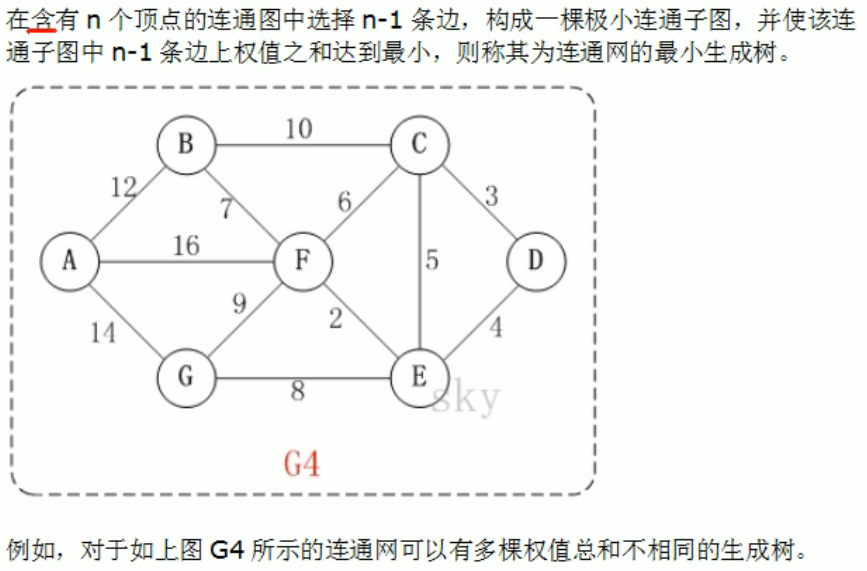 在含有 n 个顶点的连通图中选择 n-1 条边，构成一棵极小连通子图，并使该连
通子图中 n-1 条边上权值之和达到最小，则称其为连通网的最小生成树。
B 10 C
12 7 6 3
A 16 F 5 D
14 9 2 4
G 8 E
sky
G4
例如，对于如上图 G4 所示的连通网可以有多棵权值总和不相同的生成树。